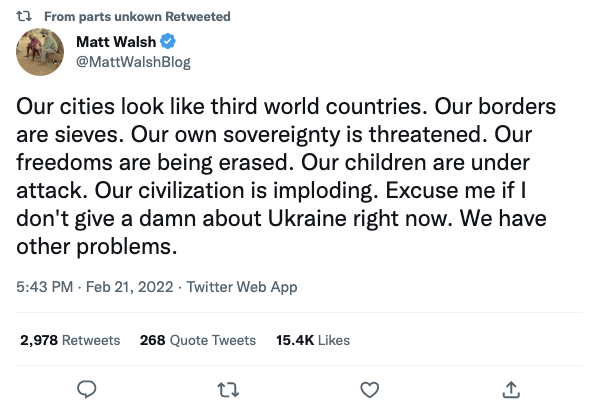 From parts unkown Retweeted
Matt Walsh
@MattWalshBlog
Our cities look like third world countries. Our borders
are sieves. Our own sovereignty is threatened. Our
freedoms are being erased. Our children are under
attack. Our civilization is imploding. Excuse me if I
don't give a damn about Ukraine right now. We have
other problems.
5:43 PM · Feb 21, 2022 · Twitter Web App
2,978 Retweets 268 Quote Tweets 15.4K Likes